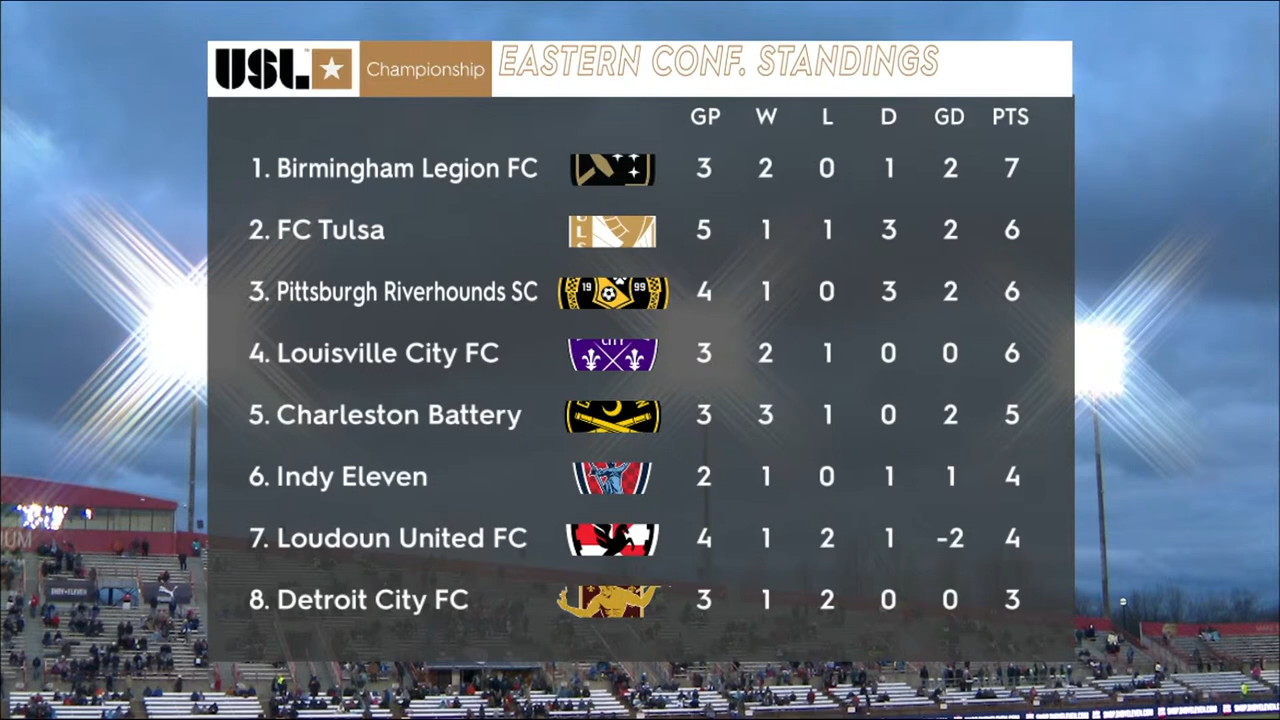 USL Championship EASTERN CONF. STANDINGS
GP W L D GD PTS
1. Birmingham Legion FC 3 2 0 1 2 7
2. FC Tulsa 5 1 1 3 2 6
3. Pittsburgh Riverhounds SC 19 99 4 1 0 3 2 6
4. Louisville City FC 3 2 1 0 0 6
5. Charleston Battery 3 3 1 0 2 5
6. Indy Eleven 2 1 0 1 1 4
7. Loudoun United FC 4 1 2 1 -2 4
8. Detroit City FC 3 1 2 0 0 3
INDY ELEVEN